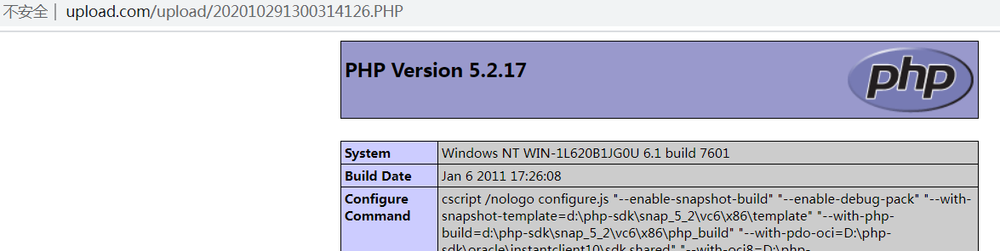 不安全 | upload.com/upload/202010291300314126.PHP
PHP Version 5.2.17
php
System Windows NT WIN-1L620B1JG0U 6.1 build 7601
Build Date Jan 6 2011 17:26:08
Configure Command cscript /nologo configure.js "--enable-snapshot-build" "--enable-debug-pack" "--with-
snapshot-template=d:\php-sdk\snap_5_2\vc6\x86\template" "--with-php-
build=d:\php-sdk\snap_5_2\vc6\x86\php_build" "--with-pdo-oci=D:\php-
sdk\oracle\instantclient10\sdk,shared" "--with-oci8=D:\php-